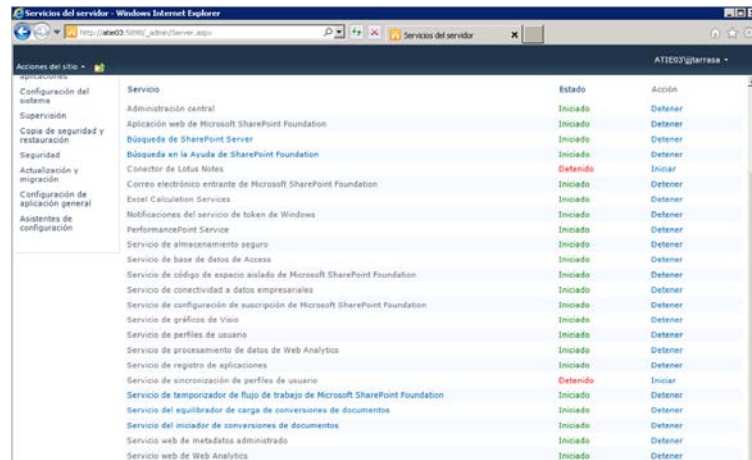 Servicios del servidor - Windows Internet Explorer
http://atie03:5090/_admin/Server.aspx
Servicios del servidor
Acciones del sitio
ATIE03\jjtarrasa
aplicaciones
Configuración del sistema
Supervisión
Copia de seguridad y restauración
Seguridad
Actualización y migración
Configuración de aplicación general
Asistentes de configuración
Servicio Estado Acción
Administración central Iniciado Detener
Aplicación web de Microsoft SharePoint Foundation Iniciado Detener
Búsqueda de SharePoint Server Iniciado Detener
Búsqueda en la Ayuda de SharePoint Foundation Iniciado Detener
Conector de Lotus Notes Detenido Iniciar
Correo electrónico entrante de Microsoft SharePoint Foundation Iniciado Detener
Excel Calculation Services Iniciado Detener
Notificaciones del servicio de token de Windows Iniciado Detener
PerformancePoint Service Iniciado Detener
Servicio de almacenamiento seguro Iniciado Detener
Servicio de base de datos de Access Iniciado Detener
Servicio de código de espacio aislado de Microsoft SharePoint Foundation Iniciado Detener
Servicio de conectividad a datos empresariales Iniciado Detener
Servicio de configuración de suscripción de Microsoft SharePoint Foundation Iniciado Detener
Servicio de gráficos de Visio Iniciado Detener
Servicio de perfiles de usuario Iniciado Detener
Servicio de procesamiento de datos de Web Analytics Iniciado Detener
Servicio de registro de aplicaciones Iniciado Detener
Servicio de sincronización de perfiles de usuario Detenido Iniciar
Servicio de temporizador de flujo de trabajo de Microsoft SharePoint Foundation Iniciado Detener
Servicio del equilibrador de carga de conversiones de documentos Iniciado Detener
Servicio del iniciador de conversiones de documentos Iniciado Detener
Servicio web de metadatos administrado Iniciado Detener
Servicio web de Web Analytics Iniciado Detener